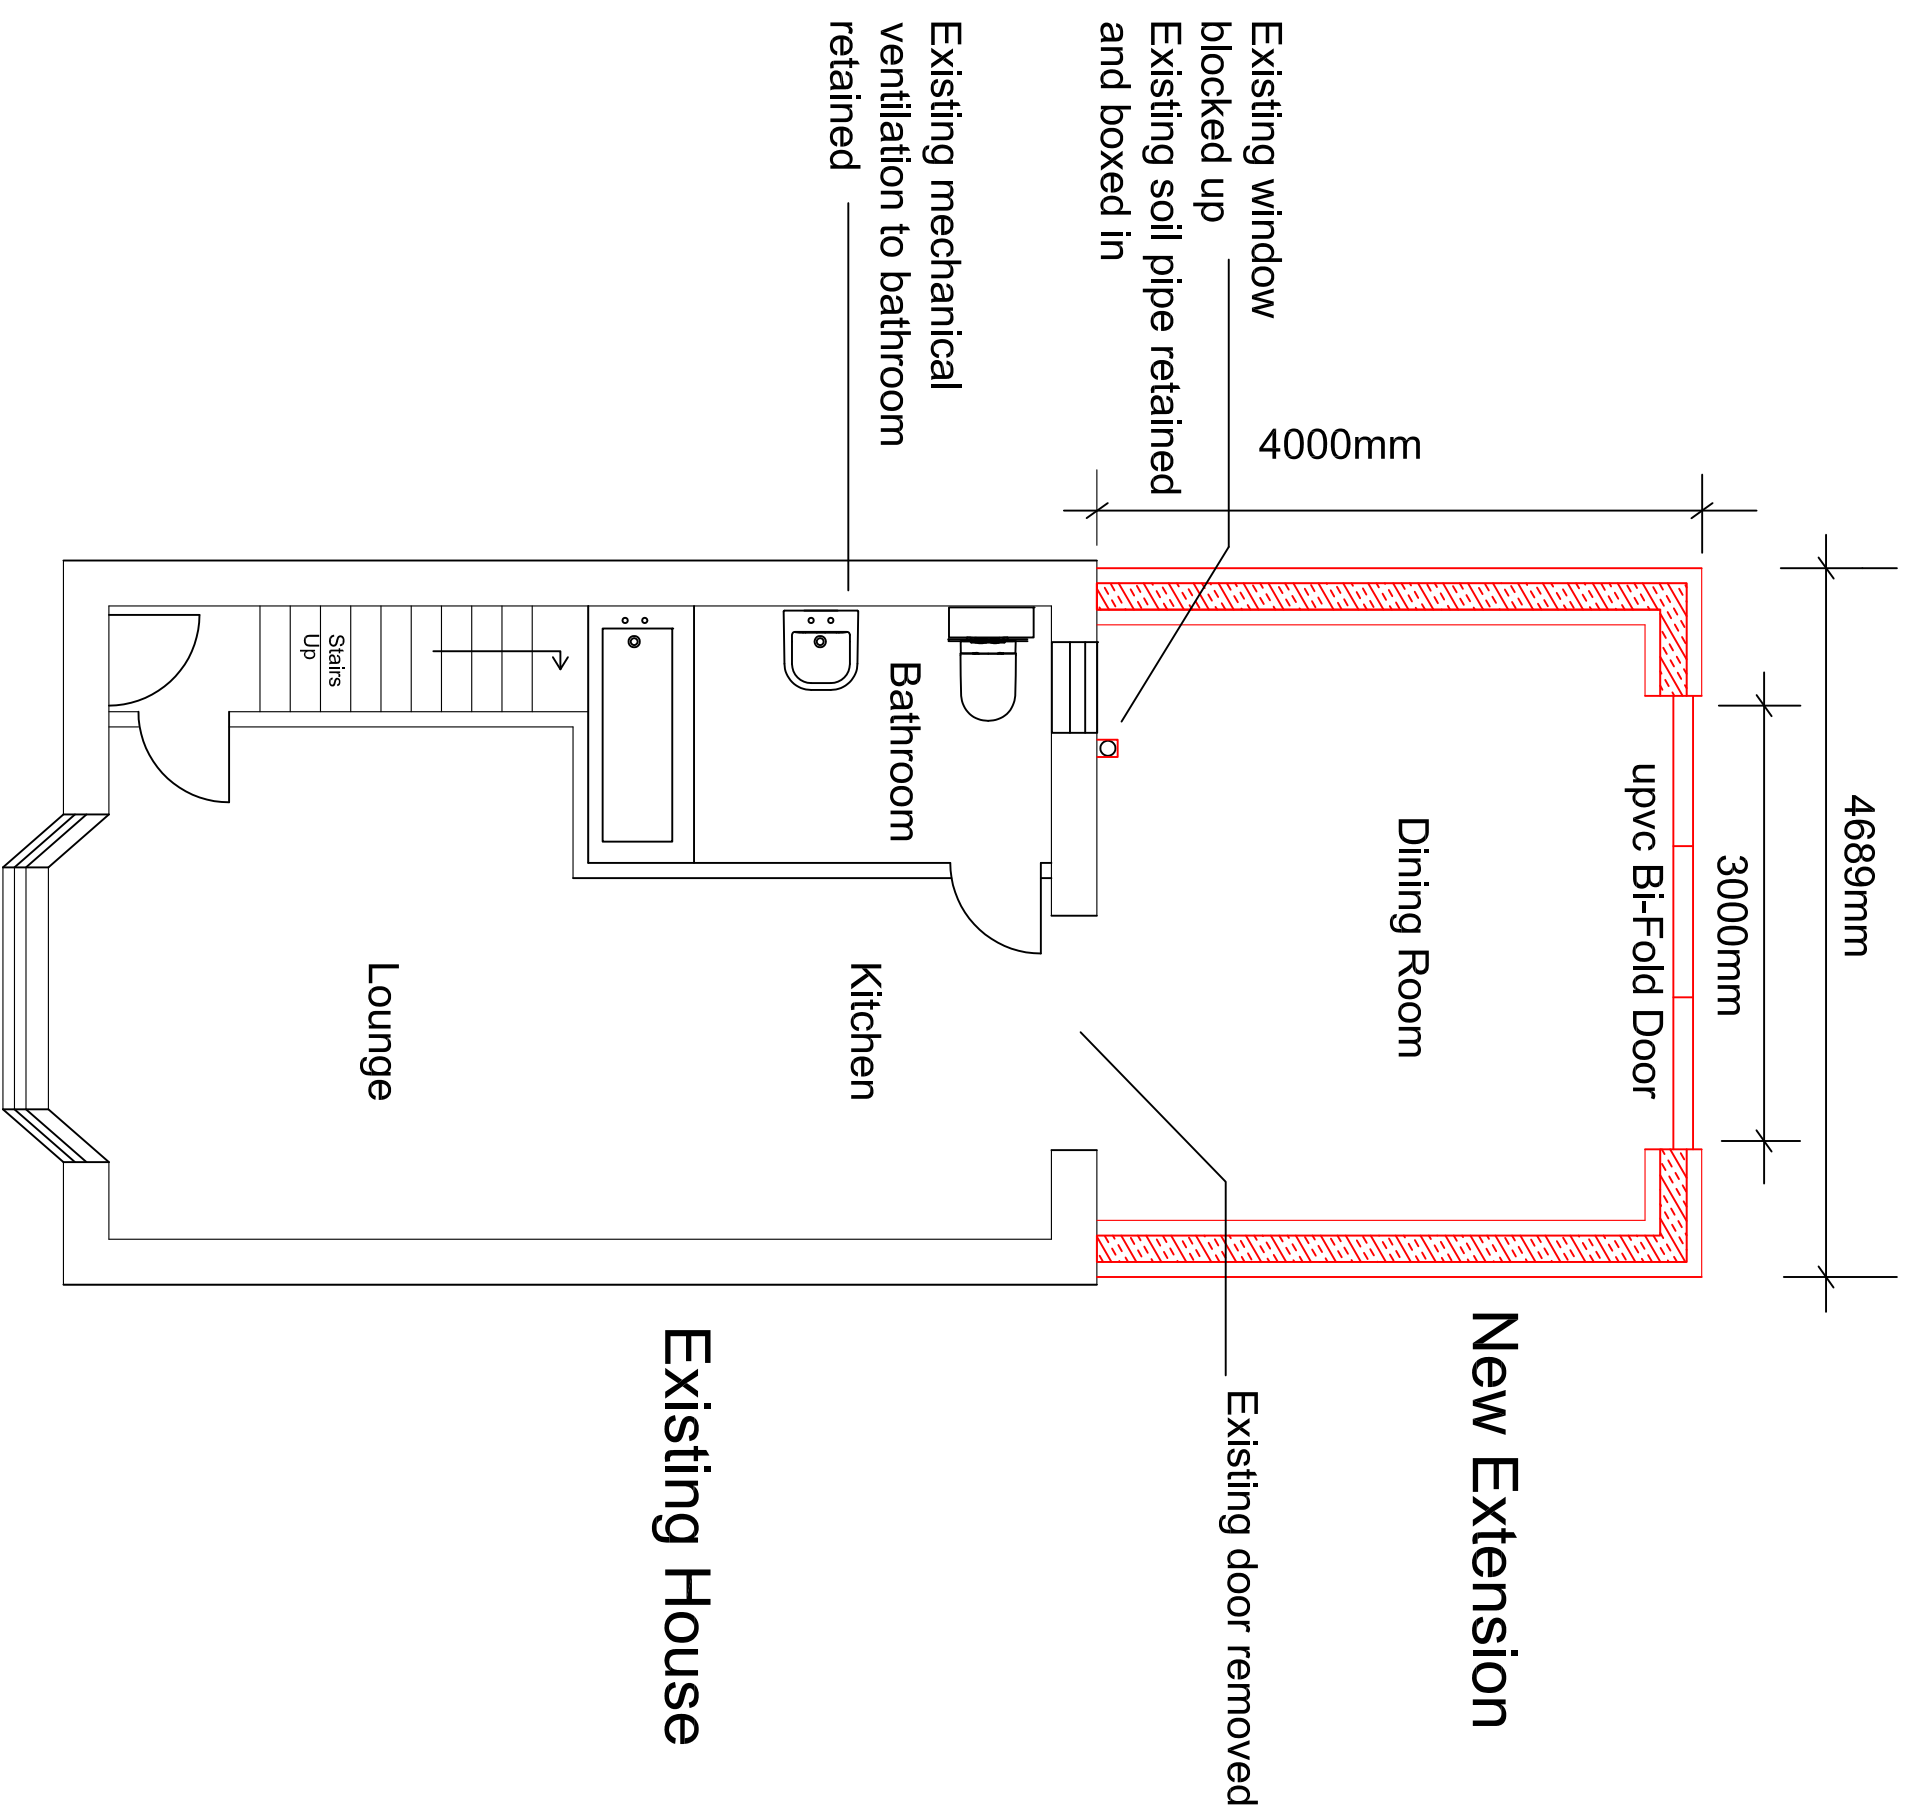 4689mm
3000mm
upvc Bi-Fold Door
4000mm
Dining Room
New Extension
Existing window
blocked up
Existing soil pipe retained
and boxed in
Existing door removed
Existing mechanical
ventilation to bathroom
retained
Bathroom
Kitchen
Existing House
Lounge
Stairs
Up